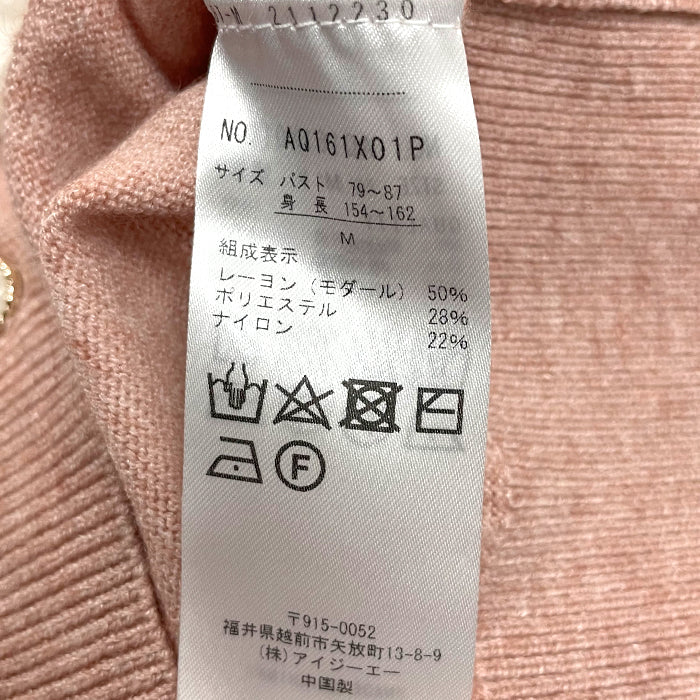 2112230
NO. AQ161X01P
サイズ バスト 79～87
身長 154～162
M
組成表示
レーヨン (モダール) 50%
ポリエステル 28%
ナイロン 22%
F
〒915-0052
福井県越前市矢放町13-8-9
(株) アイジーエー
中国製